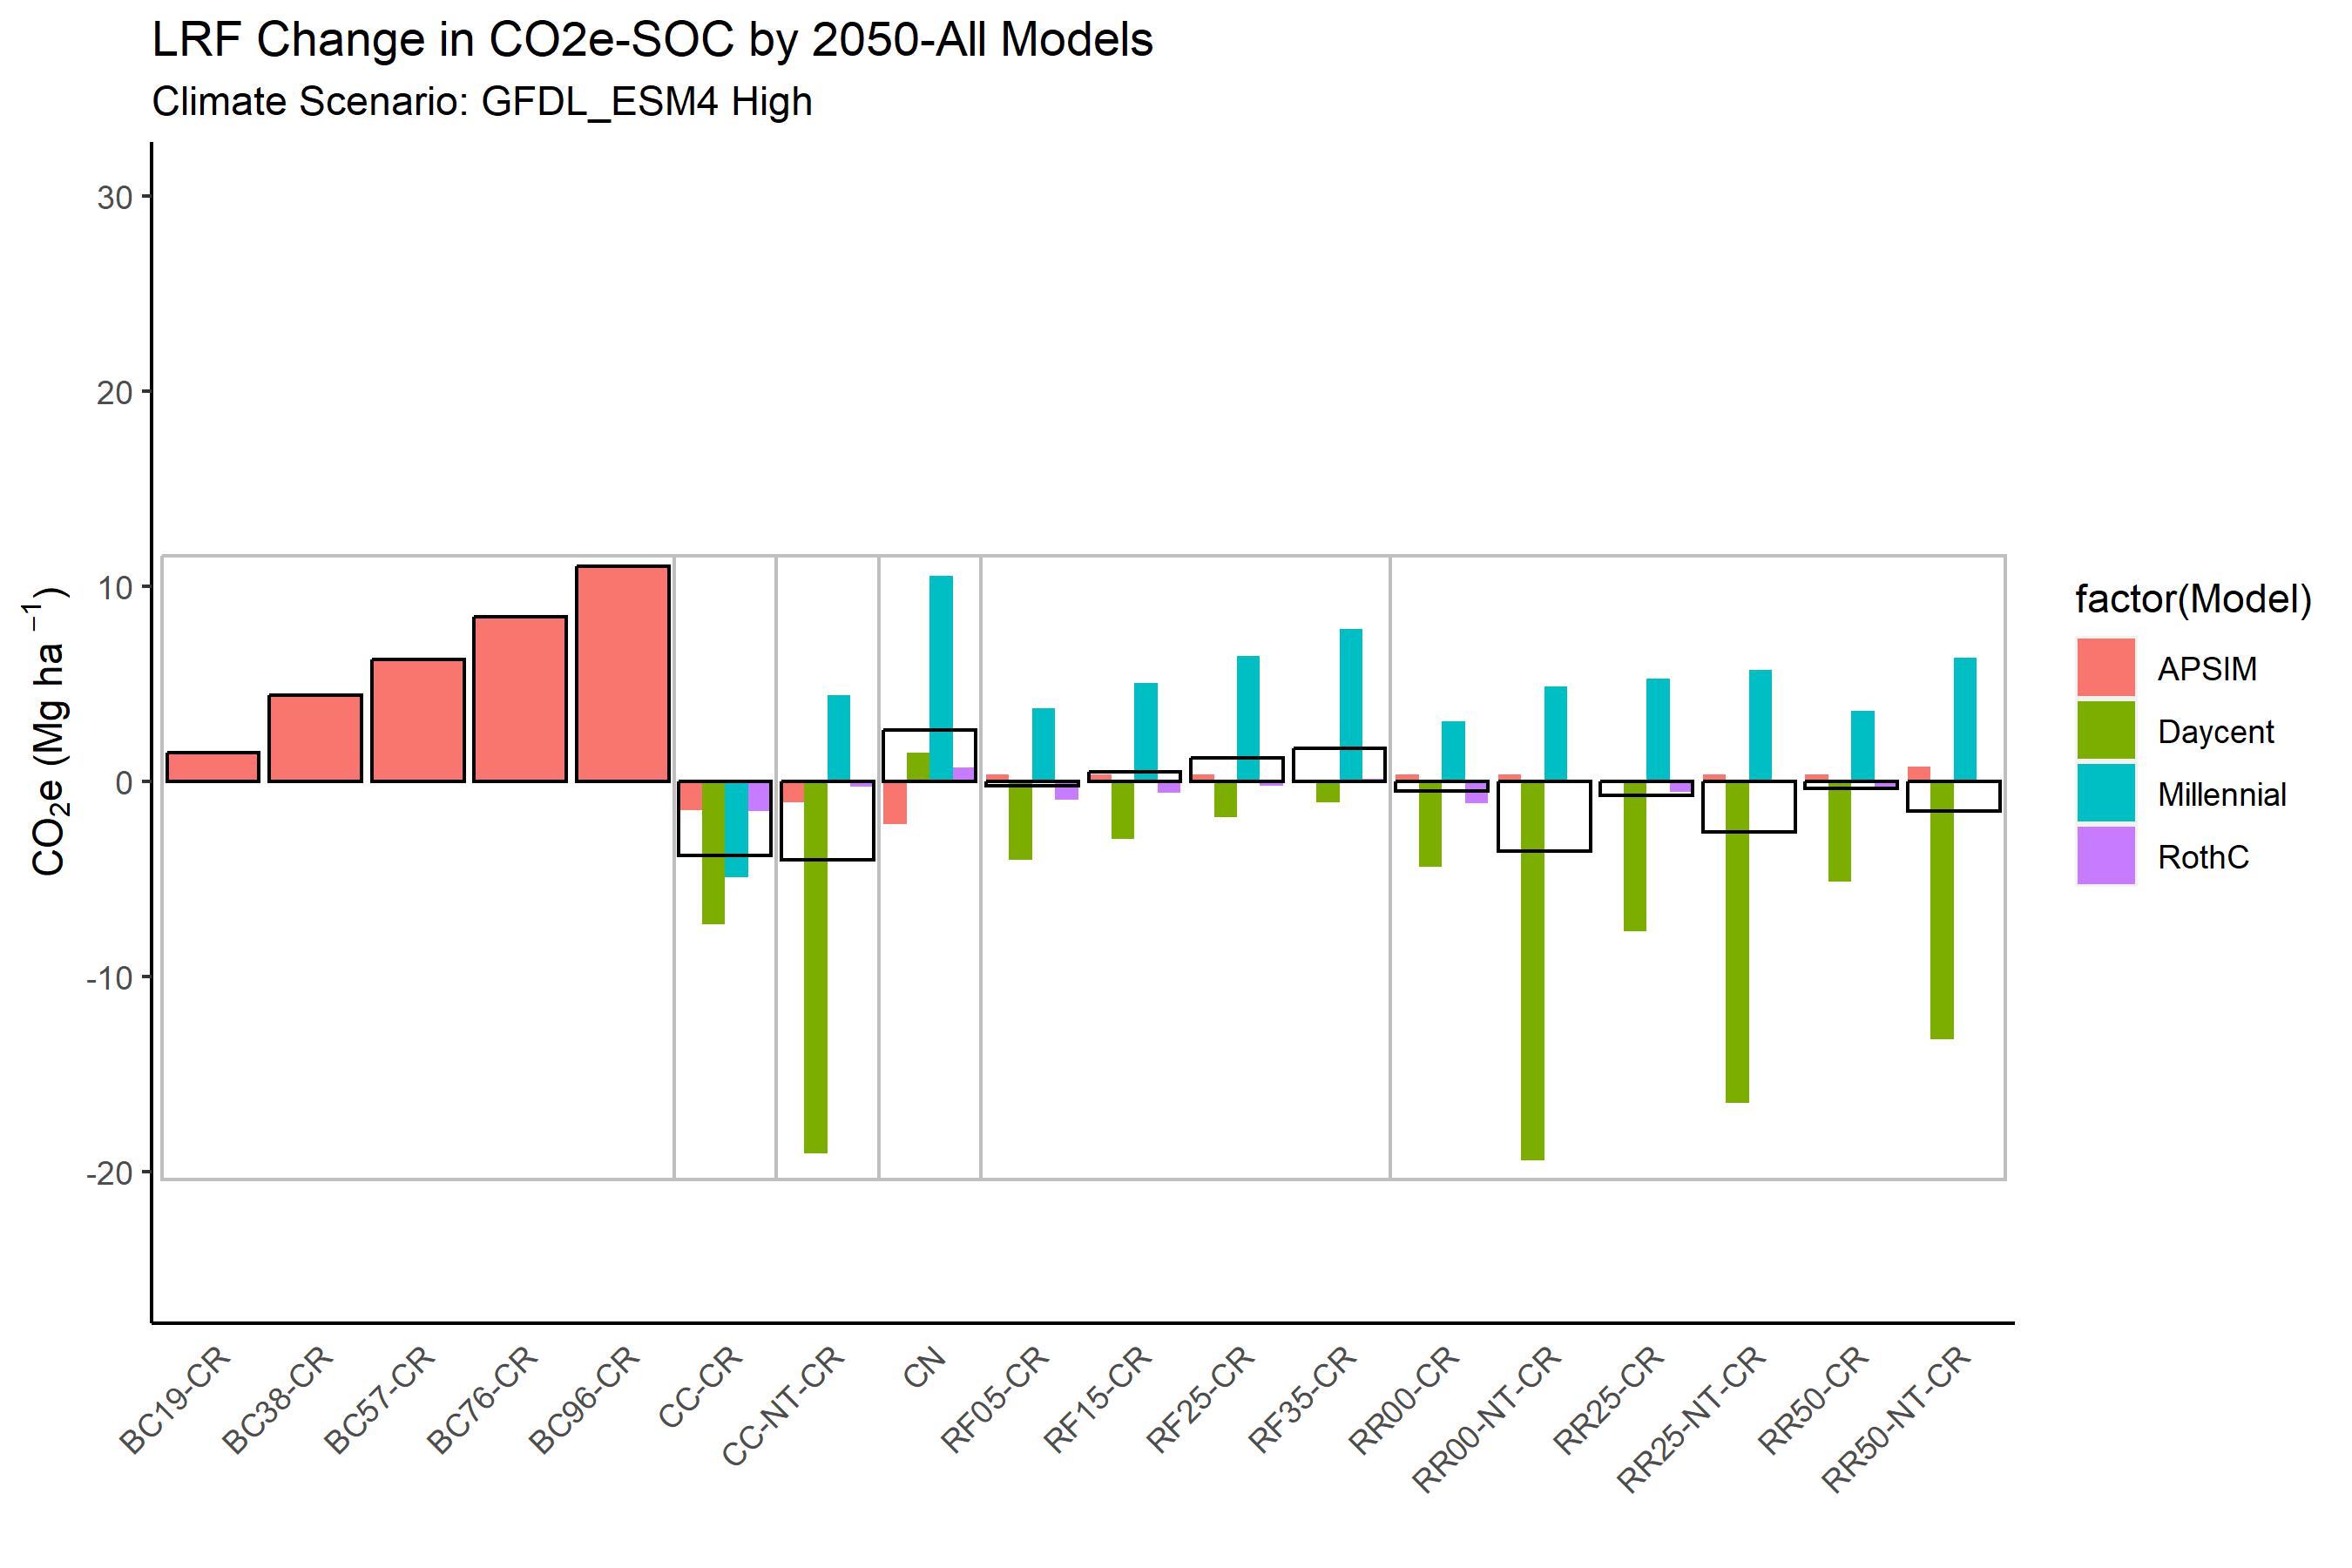 LRF Change in CO2e-SOC by 2050-All Models
Climate Scenario: GFDL_ESM4 High
CO₂e (Mg ha ⁻¹)
30
20
10
0
-10
-20
BC19-CR
BC38-CR
BC57-CR
BC76-CR
BC96-CR
CC-CR
CC-NT-CR
CN
RF05-CR
RF15-CR
RF25-CR
RF35-CR
RR00-CR
RR00-NT-CR
RR25-CR
RR25-NT-CR
RR50-CR
RR50-NT-CR
factor(Model)
APSIM
Daycent
Millennial
RothC